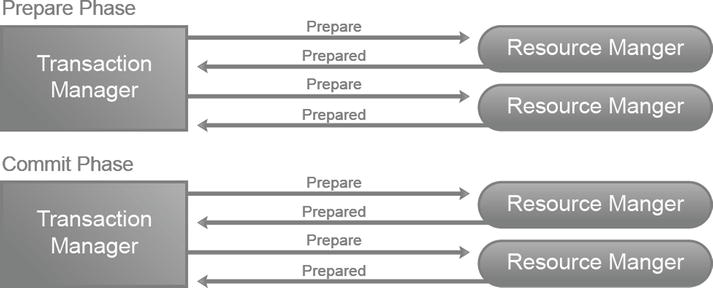 Prepare Phase
Transaction
Manager
Prepare
Prepared
Prepare
Prepared
Resource Manger
Resource Manger
Commit Phase
Transaction
Manager
Prepare
Prepared
Prepare
Prepared
Resource Manger
Resource Manger